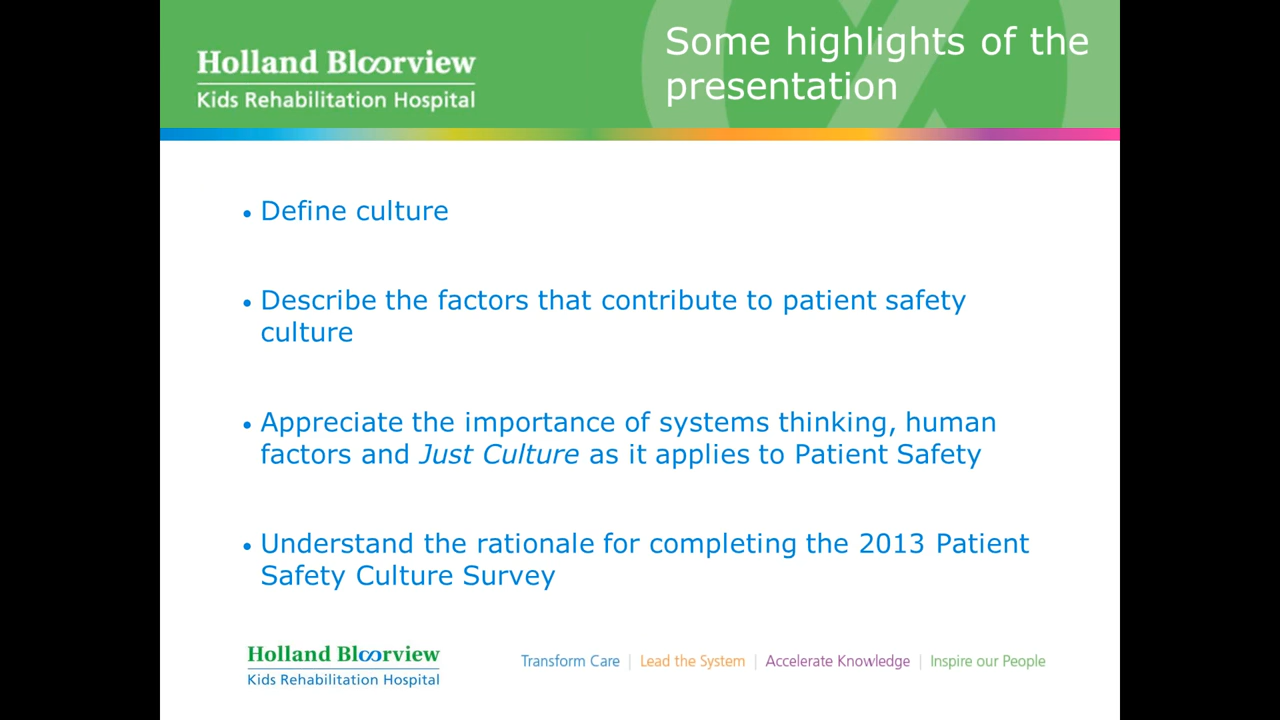 Holland Bloorview
Kids Rehabilitation Hospital
Some highlights of the
presentation
• Define culture
• Describe the factors that contribute to patient safety
culture
• Appreciate the importance of systems thinking, human
factors and Just Culture as it applies to Patient Safety
• Understand the rationale for completing the 2013 Patient
Safety Culture Survey
Holland Bloorview
Kids Rehabilitation Hospital
Transform Care | Lead the System | Accelerate Knowledge | Inspire our People